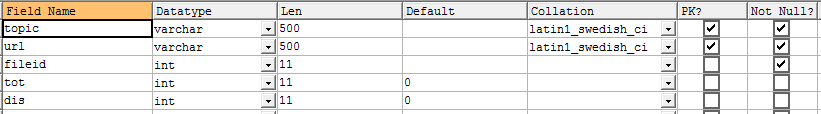 Field Name Datatype Len Default Collation PK? Not Null?
topic varchar 500 latin1_swedish_ci
url varchar 500 latin1_swedish_ci
fileid int 11
tot int 11 0
dis int 11 0